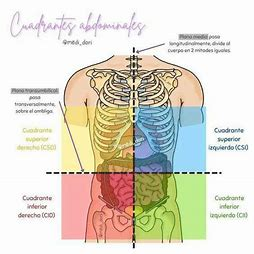 Cuadrantes abdominales
@medi_dori
Plano medio: pasa
longitudinalmente, divide al
cuerpo en 2 mitades iguales.
Plano transumbilical:
pasa
transversalmente,
sobre el ombligo.
Cuadrante
superior
derecho (CSD)
Cuadrante
superior
izquierdo (CSI)
Cuadrante
inferior
derecho (CID)
Cuadrante
inferior
izquierdo (CII)